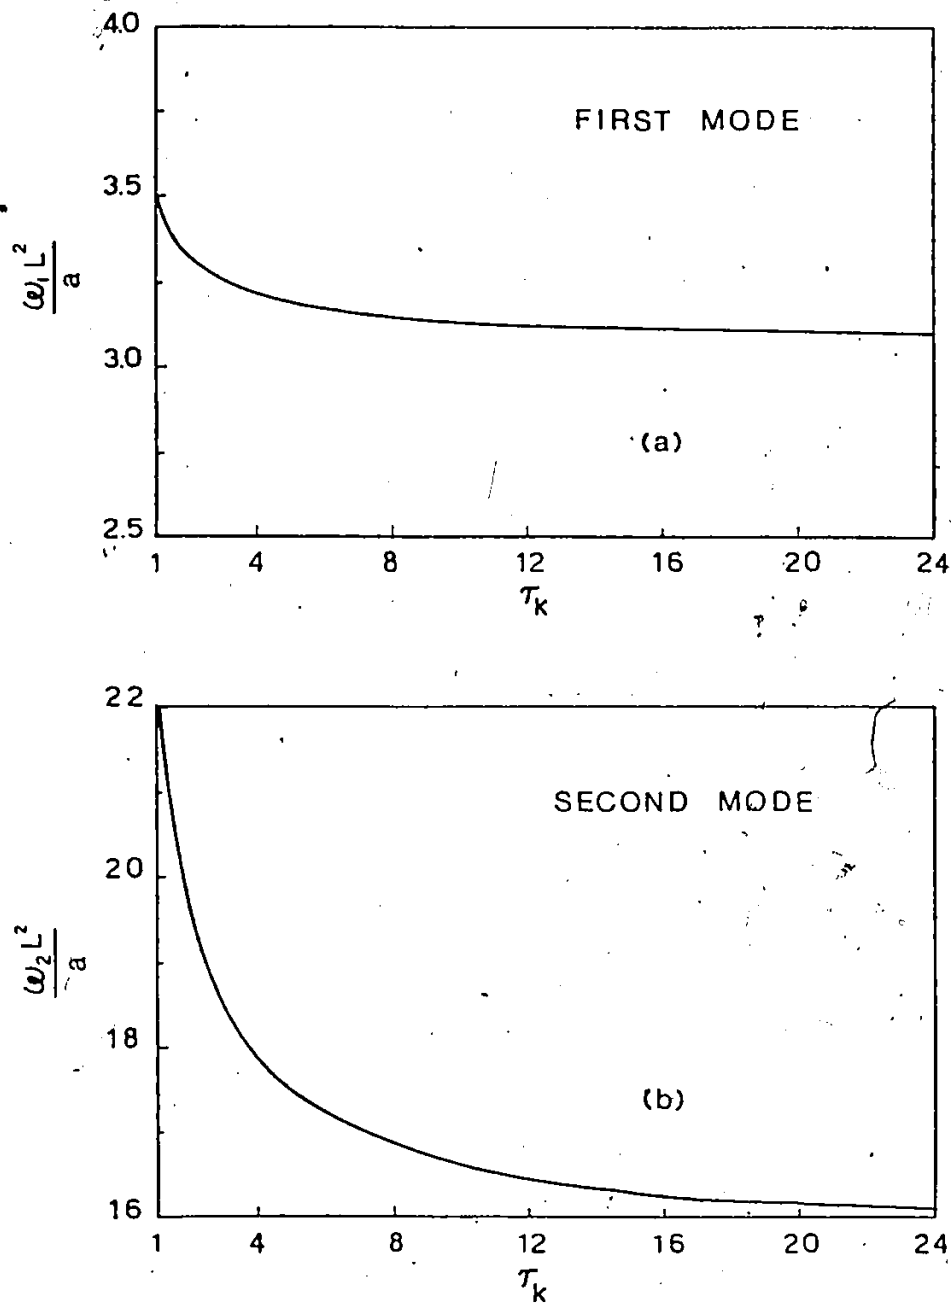 4.0
FIRST MODE
3.5
ω₁L²
a
3.0
(a)
2.5
1 4 8 12 16 20 24
τk
22
SECOND MODE
20
ω₂L²
a
18
(b)
16
1 4 8 12 16 20 24
τk